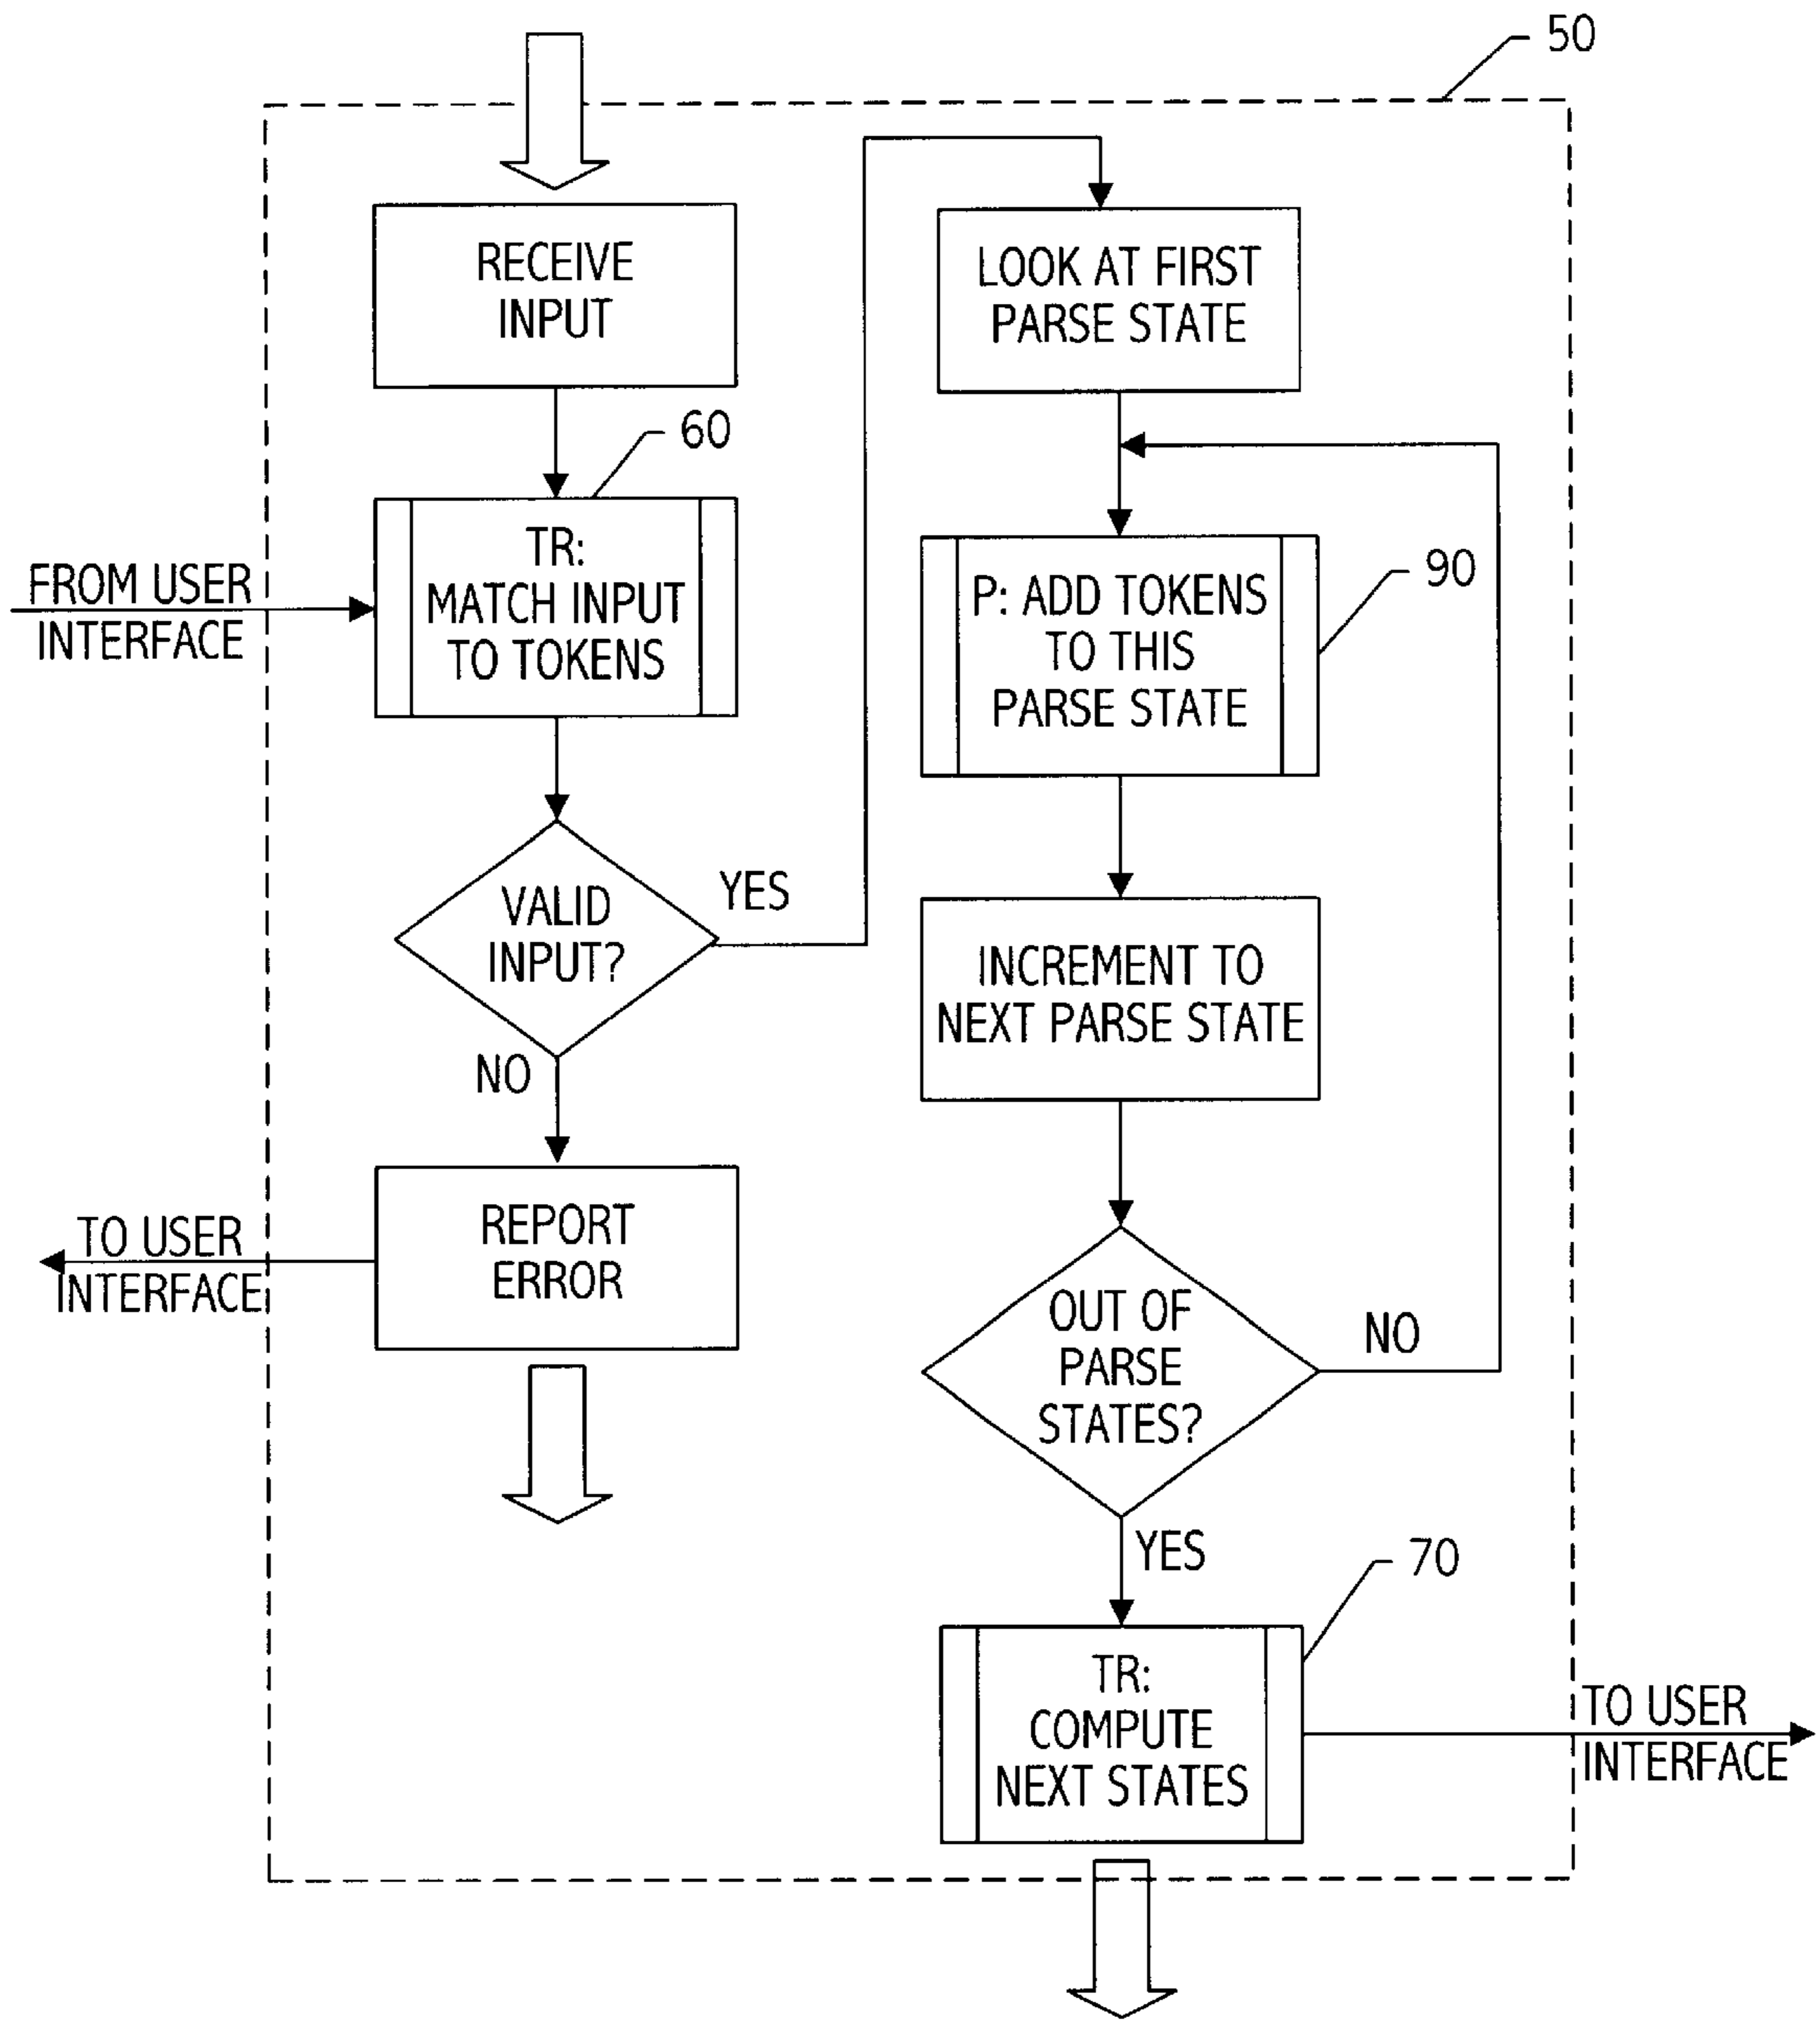 50
RECEIVE
INPUT
60
FROM USER
INTERFACE
TR:
MATCH INPUT
TO TOKENS
VALID
INPUT?
YES
NO
TO USER
INTERFACE
REPORT
ERROR
LOOK AT FIRST
PARSE STATE
90
P: ADD TOKENS
TO THIS
PARSE STATE
INCREMENT TO
NEXT PARSE STATE
OUT OF
PARSE
STATES?
NO
YES
70
TR:
COMPUTE
NEXT STATES
TO USER
INTERFACE